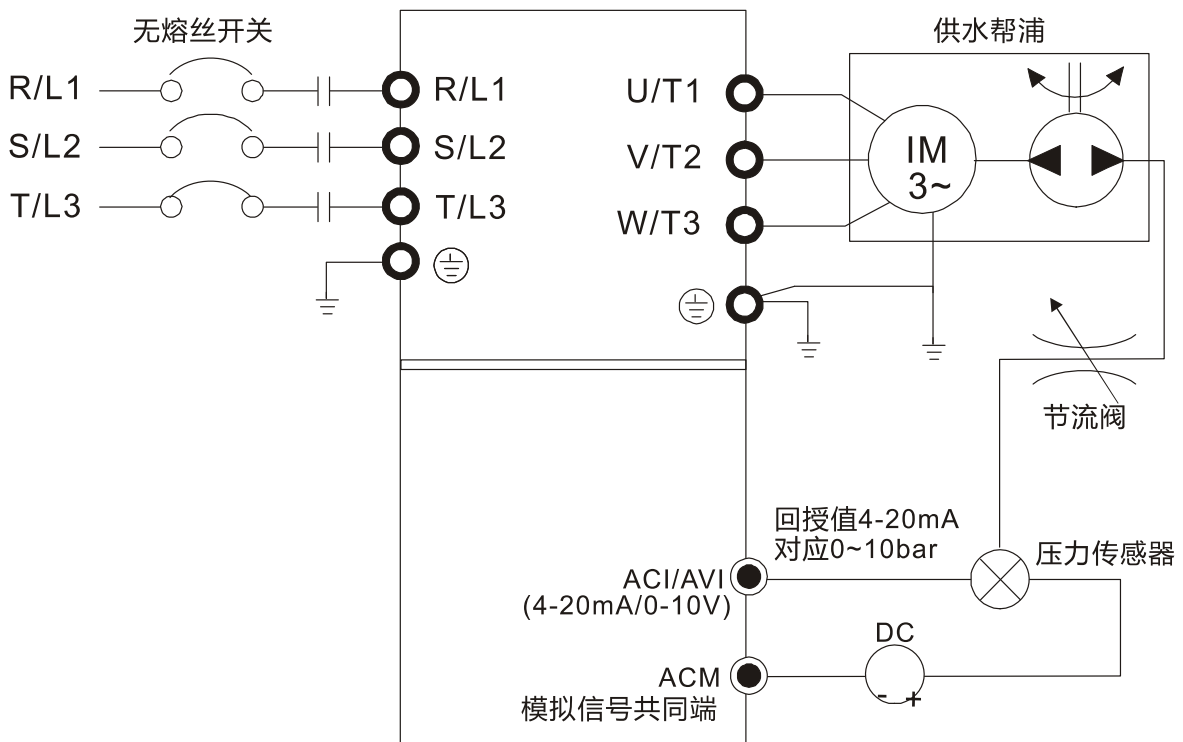 无熔丝开关
供水帮浦
R/L1
R/L1
U/T1
S/L2
S/L2
V/T2
IM
3~
T/L3
T/L3
W/T3
节流阀
回授值4-20mA
对应0~10bar
压力传感器
ACI/AVI
(4-20mA/0-10V)
DC
- +
ACM
模拟信号共同端